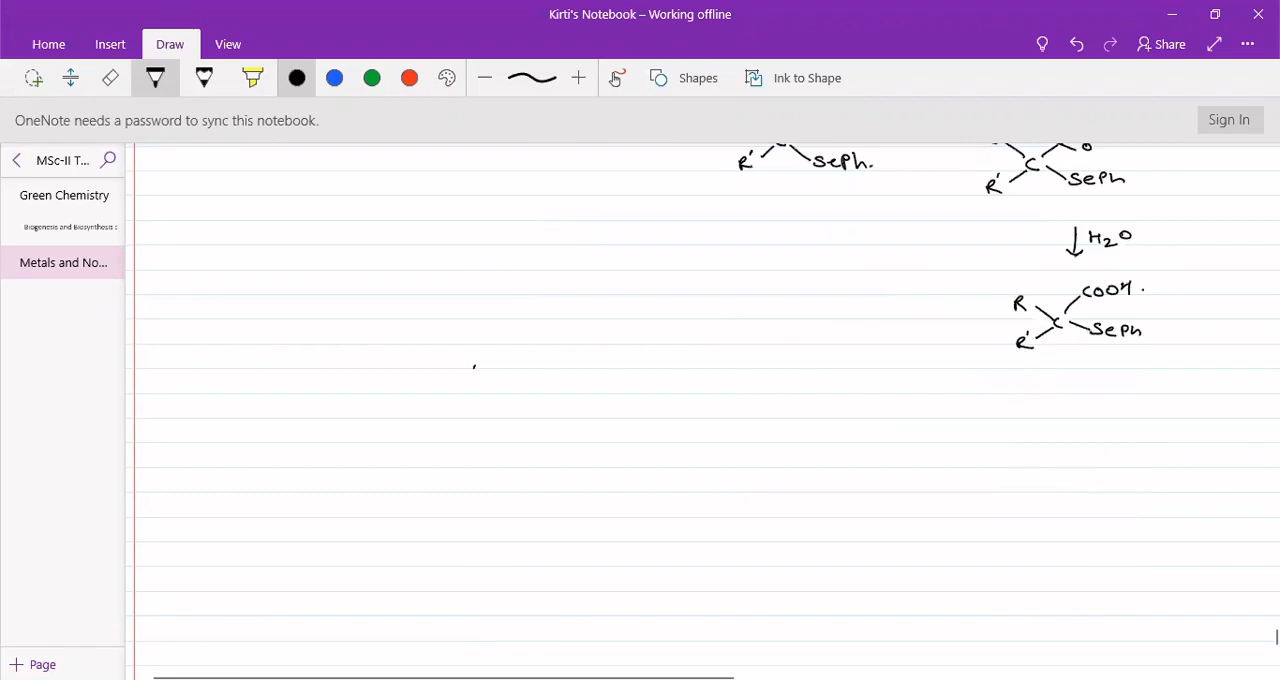 Kirti's Notebook – Working offline
Home Insert Draw View Share
Shapes Ink to Shape
OneNote needs a password to sync this notebook. Sign In
MSc-II T...
Green Chemistry
Biogenesis and Biosynthesis
Metals and No...
R' SePh.
R' C O SePh
H2O
R COOH.
C
R' SePh
Page